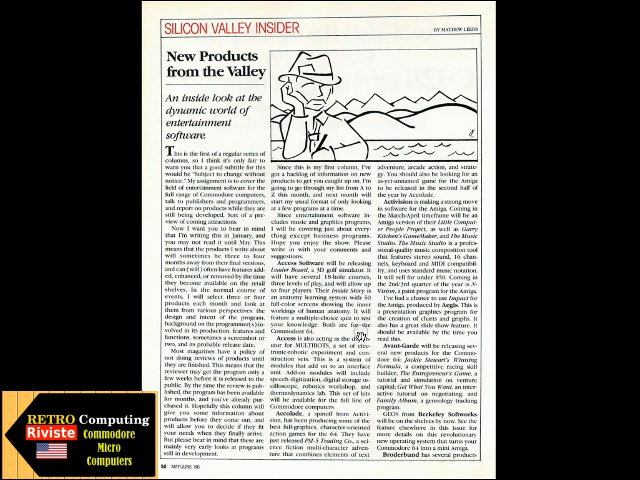 SILICON VALLEY INSIDER
BY MATHEW LEEDS
New Products
from the Valley
An inside look at the
dynamic world of
entertainment
software.
This is the first of a regular series of
columns, so I think it's only fair to
warn you that a good subtitle for this
would be "Subject to change without
notice." My assignment is to cover the
field of entertainment software for the
full range of Commodore computers,
talk to publishers and programmers,
and report on products while they are
still being developed. Sort of a pre-
view of coming attractions.
Now I want you to bear in mind
that I'm writing this in January, and
you may not read it until May. This
means that the products I write about
will sometimes be three to four
months away from their final versions,
and can (will) often have features add-
ed, enhanced, or removed by the time
they become available on the retail
shelves. In the normal course of
events, I will select three or four
products each month and look at
them from various perspectives: the
design and intent of the program,
background on the programmer(s) in-
volved in its production, features and
functions, sometimes a screenshot or
two, and its probable release date.
Most magazines have a policy of
not doing reviews of products until
they are finished. This means that the
reviewer may get the program only a
few weeks before it is released to the
public. By the time the review is pub-
lished, the program has been available
for months, and you've already
purchased it. Hopefully this column will
give you some information about
products before they come out, and
will allow you to decide if they fit
your needs when they finally arrive.
But please bear in mind that these are
mainly very early looks at programs
still in development.
Since this is my first column, I've
got a backlog of information on new
products to get you caught up on. I'm
going to go through my list from A to
Z this month, and next month will
start my usual format of only looking
at a few programs at a time.
Since entertainment software in-
cludes music and graphics programs,
I will be covering just about every-
thing except business programs.
Hope you enjoy the show. Please
write in with your comments and
suggestions.
Access Software will be releasing
Leader Board, a 3D golf simulator. It
will have several 18-hole courses,
three levels of play, and will allow up
to four players. Their Inside Story is
an anatomy learning system with 50
full-color screens showing the inner
workings of human anatomy. It will
feature a multiple-choice quiz to test
your knowledge. Both are for the
Commodore 64.
Access is also acting as the
tor for MULTIBOTS, a set of elec-
tronic-robotic experiment and con-
struction sets. This is a system of
modules that add on to an interface
unit. Add-on modules will include
speech digitization, digital storage os-
cilloscope, robotics workshop, and
thermodynamics lab. This set of kits
will be available for the full line of
Commodore computers.
Accolade, a spinoff from Activi-
sion, has been producing some of the
best full-graphics, character-oriented
action games for the 64. They have
just released PSI-5 Trading Co., a sci-
ence fiction multi-character adven-
ture that combines elements of text
adventure, arcade action, and strate-
gy. You should also be looking for an
as-yet-unnamed game for the Amiga
to be released in the second half of
the year by Accolade.
Activision is making a strong move
in software for the Amiga. Coming in
the March/April timeframe will be an
Amiga version of their Little Comput-
er People Project, as well as Garry
Kitchen's GameMaker, and The Music
Studio. The Music Studio is a profes-
sional-quality music composition tool
that features stereo sound, 16 chan-
nels, keyboard and MIDI compatibil-
ity, and uses standard music notation.
It will sell for under $50. Coming in
the 2nd/3rd quarter of the year is N-
Vision, a paint program for the Amiga.
I've had a chance to use Impact for
the Amiga, produced by Aegis. This is
a presentation graphics program for
the creation of charts and graphs. It
also has a great slide-show feature. It
should be available by the time you
read this.
Avant-Garde will be releasing sev-
eral new products for the Commo-
dore 64: Jackie Stewart's Winning
Formula, a competitive racing skill
builder; The Entrepreneur's Game, a
tutorial and simulation on venture
capital; Get What You Want, an inter-
active tutorial on negotiating; and
Family Album, a geneology tracking
program.
GEOS from Berkeley Softworks
will be on the shelves by now. See the
feature elsewhere in this issue for
more details on this revolutionary
new operating system that turns your
Commodore 64 into a mini Amiga.
Broderbund has several products
50 MAY/JUNE '86
RETRO Computing
Riviste
Commodore
Micro
Computers